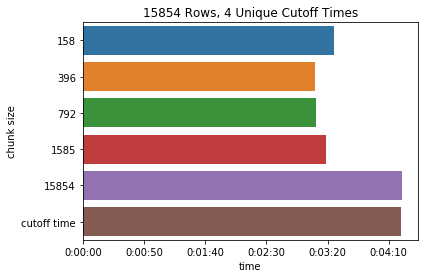 15854 Rows, 4 Unique Cutoff Times
chunk size
158
396
792
1585
15854
cutoff time
0:00:00 0:00:50 0:01:40 0:02:30 0:03:20 0:04:10
time